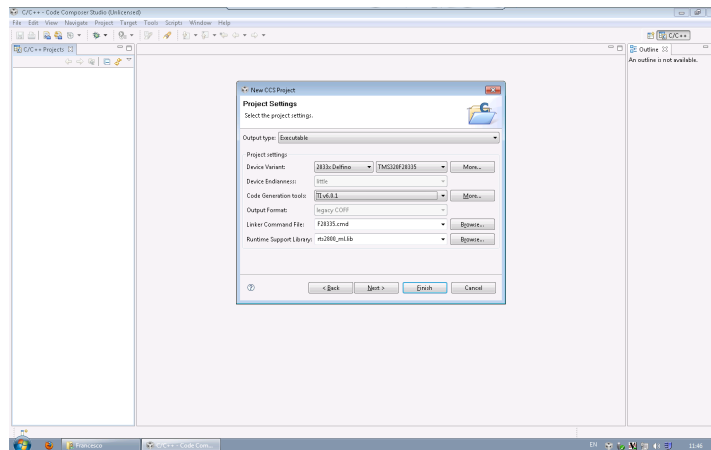 C/C++ - Code Composer Studio (Unlicensed)
File Edit View Navigate Project Target Tools Scripts Window Help
C/C++
C/C++ Projects
Outline
An outline is not available.
New CCS Project
Project Settings
Select the project settings.
Output type: Executable
Project settings
Device Variant: 2833x Delfino TMS320F28335 More...
Device Endianness: little
Code Generation tools: TI v6.0.1 More...
Output Format: legacy COFF
Linker Command File: F28335.cmd Browse...
Runtime Support Library: rts2800_ml.lib Browse...
< Back Next > Finish Cancel
Francesco C/C++ - Code Com... EN 11:46